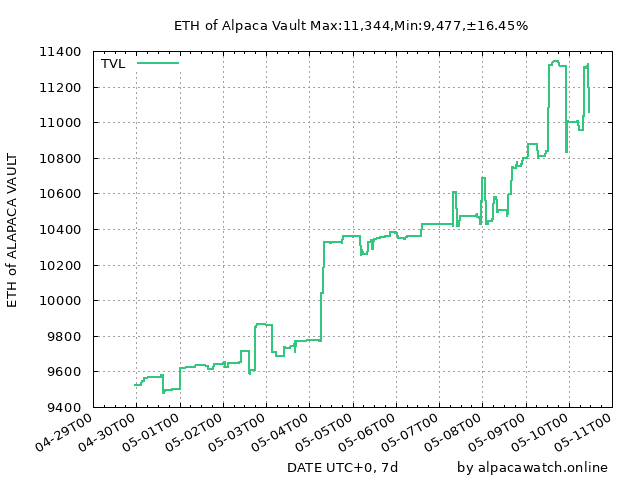 ETH of Alpaca Vault Max:11,344,Min:9,477,±16.45%
TVL
11400
11200
11000
10800
10600
10400
10200
10000
9800
9600
9400
ETH of ALAPACA VAULT
04-29T00
04-30T00
05-01T00
05-02T00
05-03T00
05-04T00
05-05T00
05-06T00
05-07T00
05-08T00
05-09T00
05-10T00
05-11T00
DATE UTC+0, 7d
by alpacawatch.online